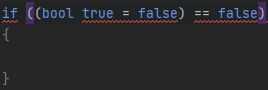 if ((bool true = false) == false)
{
}